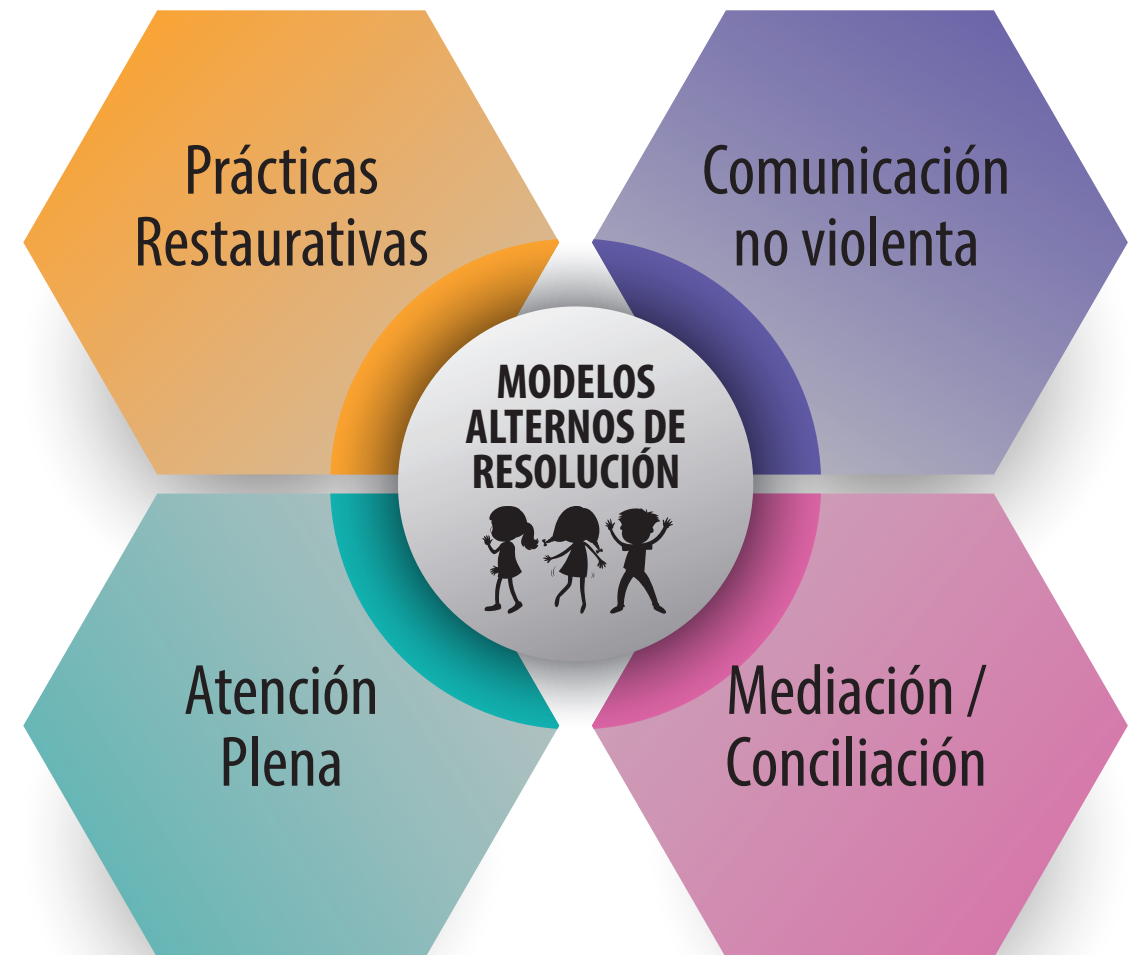 Prácticas
Restaurativas
Comunicación
no violenta
MODELOS
ALTERNOS DE
RESOLUCIÓN
Atención
Plena
Mediación /
Conciliación